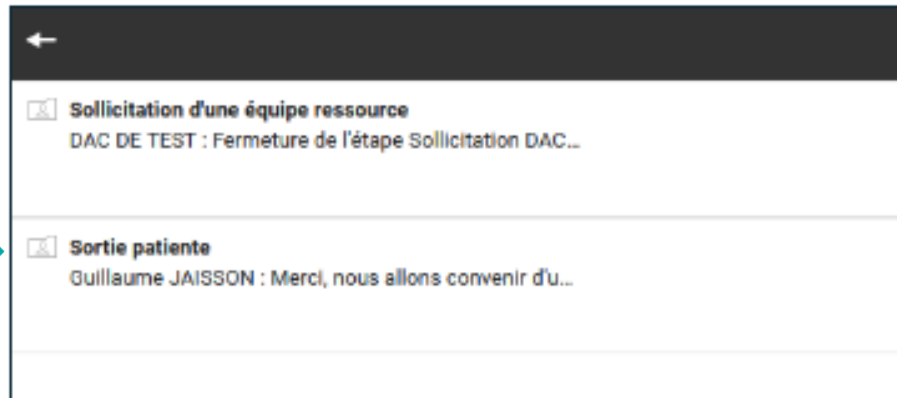 Sollicitation d'une équipe ressource
DAC DE TEST : Fermeture de l'étape Sollicitation DAC...
Sortie patiente
Guillaume JAISSON : Merci, nous allons convenir d'u...